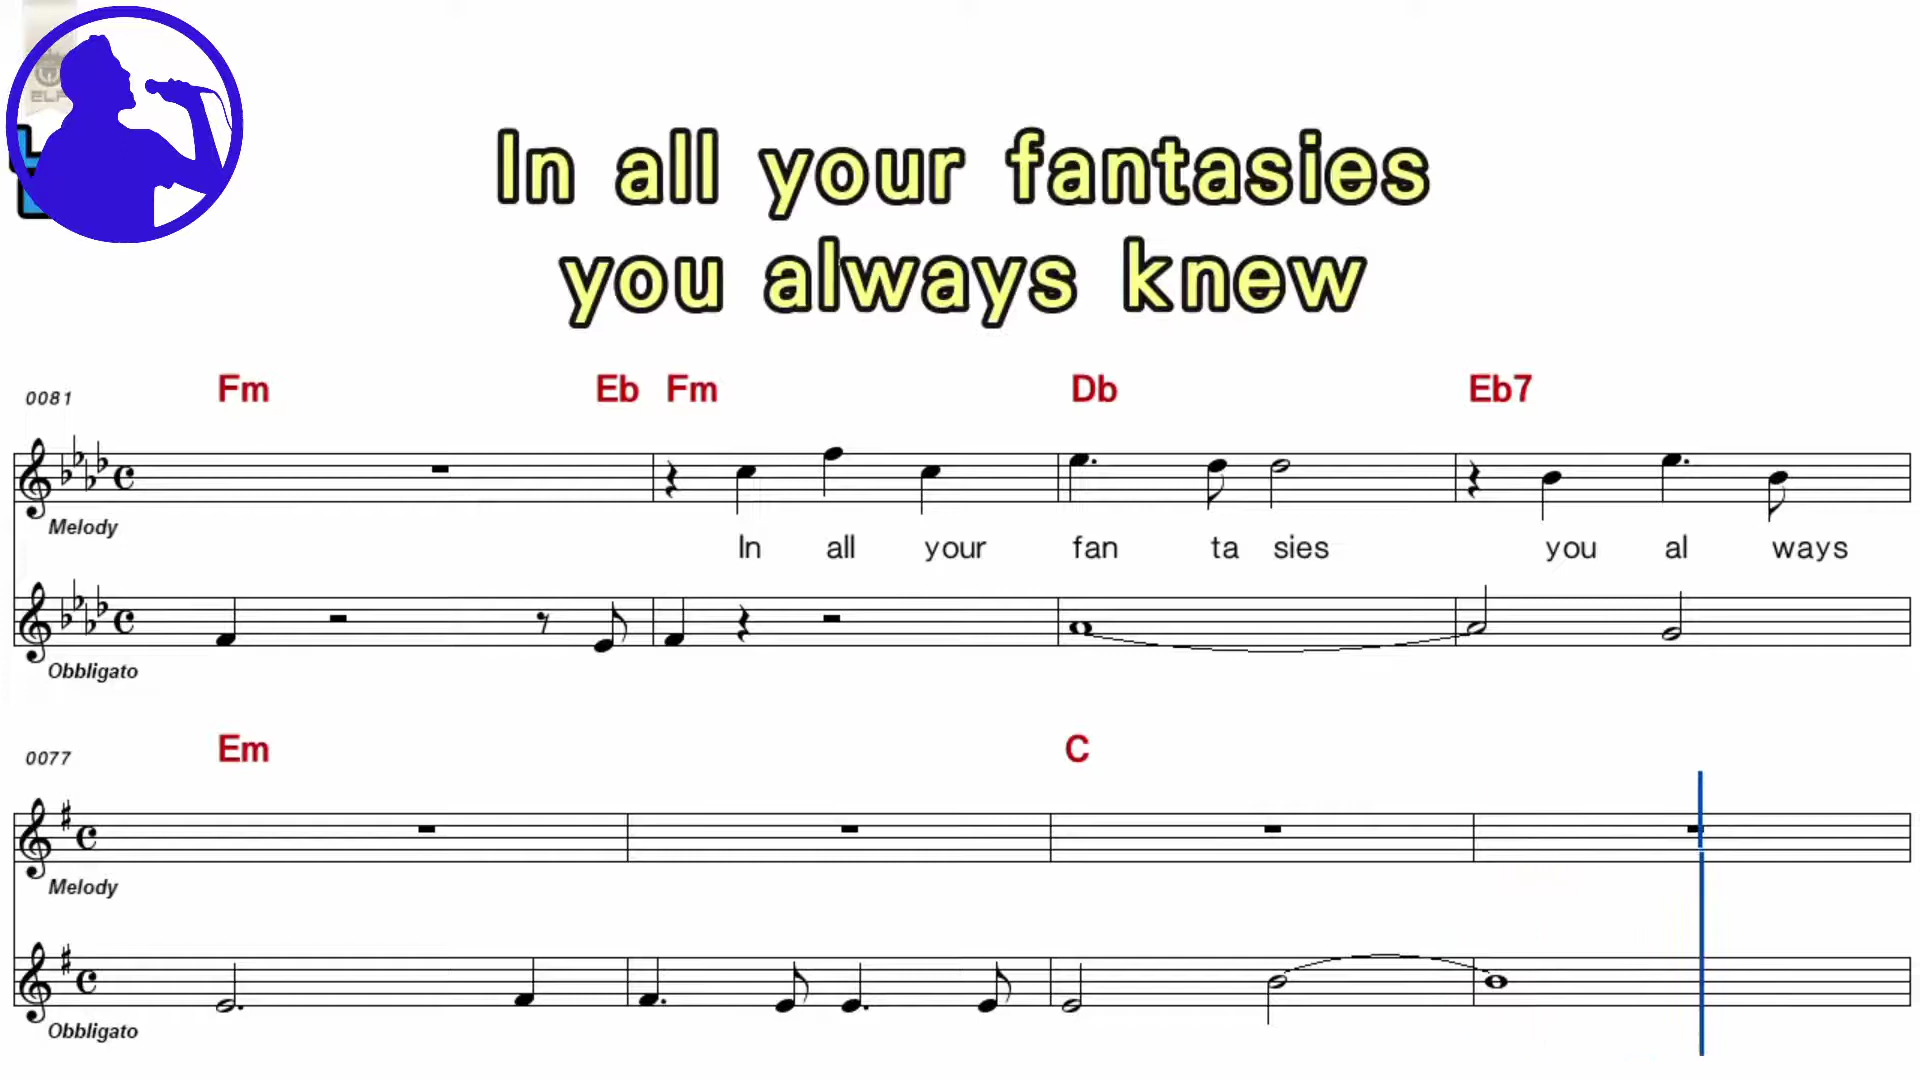 In all your fantasies
you always knew
0081 Fm Eb Fm Db Eb7
Melody
In all your fan ta sies you al ways
Obbligato
0077 Em C
Melody
Obbligato